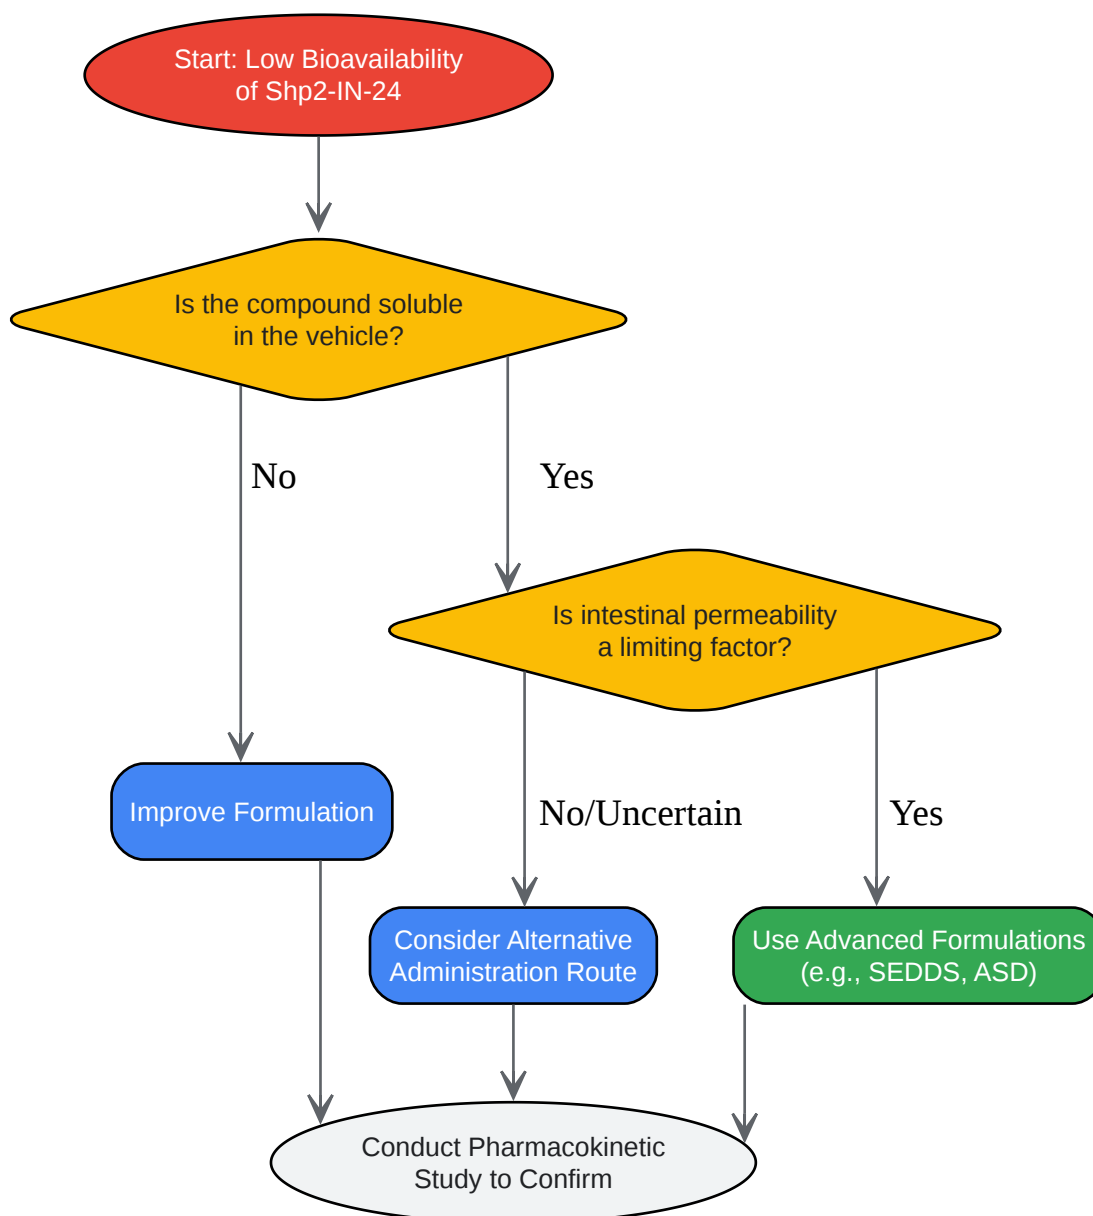 Start: Low Bioavailability
of Shp2-IN-24
Is the compound soluble
in the vehicle?
No
Yes
Is intestinal permeability
a limiting factor?
Improve Formulation
No/Uncertain
Yes
Consider Alternative
Administration Route
Use Advanced Formulations
(e.g., SEDDS, ASD)
Conduct Pharmacokinetic
Study to Confirm